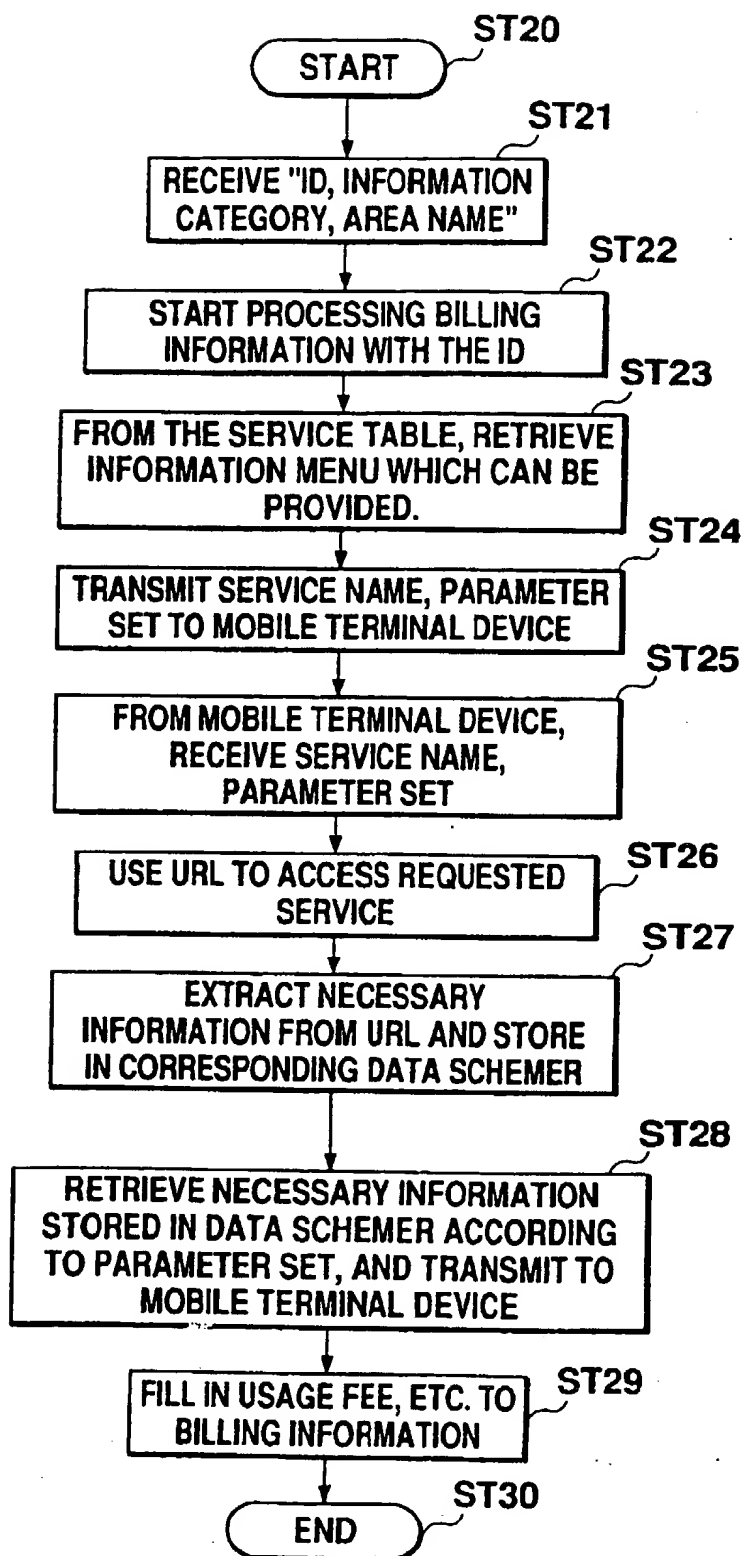 ST20
START
ST21
RECEIVE "ID, INFORMATION
CATEGORY, AREA NAME"
ST22
START PROCESSING BILLING
INFORMATION WITH THE ID
ST23
FROM THE SERVICE TABLE, RETRIEVE
INFORMATION MENU WHICH CAN BE
PROVIDED.
ST24
TRANSMIT SERVICE NAME, PARAMETER
SET TO MOBILE TERMINAL DEVICE
ST25
FROM MOBILE TERMINAL DEVICE,
RECEIVE SERVICE NAME,
PARAMETER SET
ST26
USE URL TO ACCESS REQUESTED
SERVICE
ST27
EXTRACT NECESSARY
INFORMATION FROM URL AND STORE
IN CORRESPONDING DATA SCHEMER
ST28
RETRIEVE NECESSARY INFORMATION
STORED IN DATA SCHEMER ACCORDING
TO PARAMETER SET, AND TRANSMIT TO
MOBILE TERMINAL DEVICE
ST29
FILL IN USAGE FEE, ETC. TO
BILLING INFORMATION
ST30
END